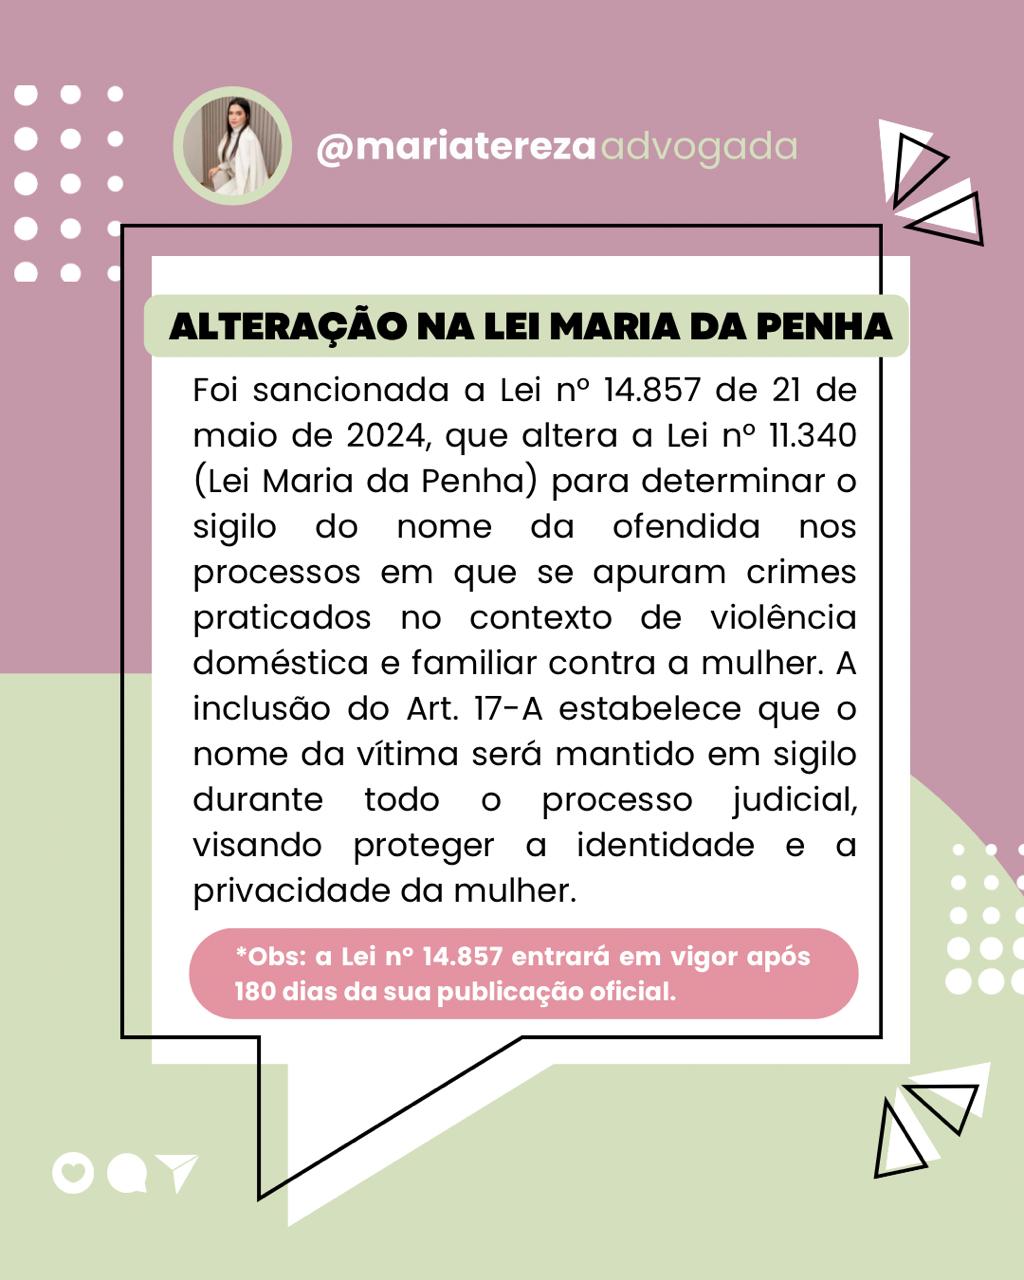 @mariaterezaadvogada
ALTERAÇÃO NA LEI MARIA DA PENHA
Foi sancionada a Lei nº 14.857 de 21 de
maio de 2024, que altera a Lei nº 11.340
(Lei Maria da Penha) para determinar o
sigilo do nome da ofendida nos
processos em que se apuram crimes
praticados no contexto de violência
doméstica e familiar contra a mulher. A
inclusão do Art. 17-A estabelece que o
nome da vítima será mantido em sigilo
durante todo o processo judicial,
visando proteger a identidade e a
privacidade da mulher.
*Obs: a Lei nº 14.857 entrará em vigor após
180 dias da sua publicação oficial.